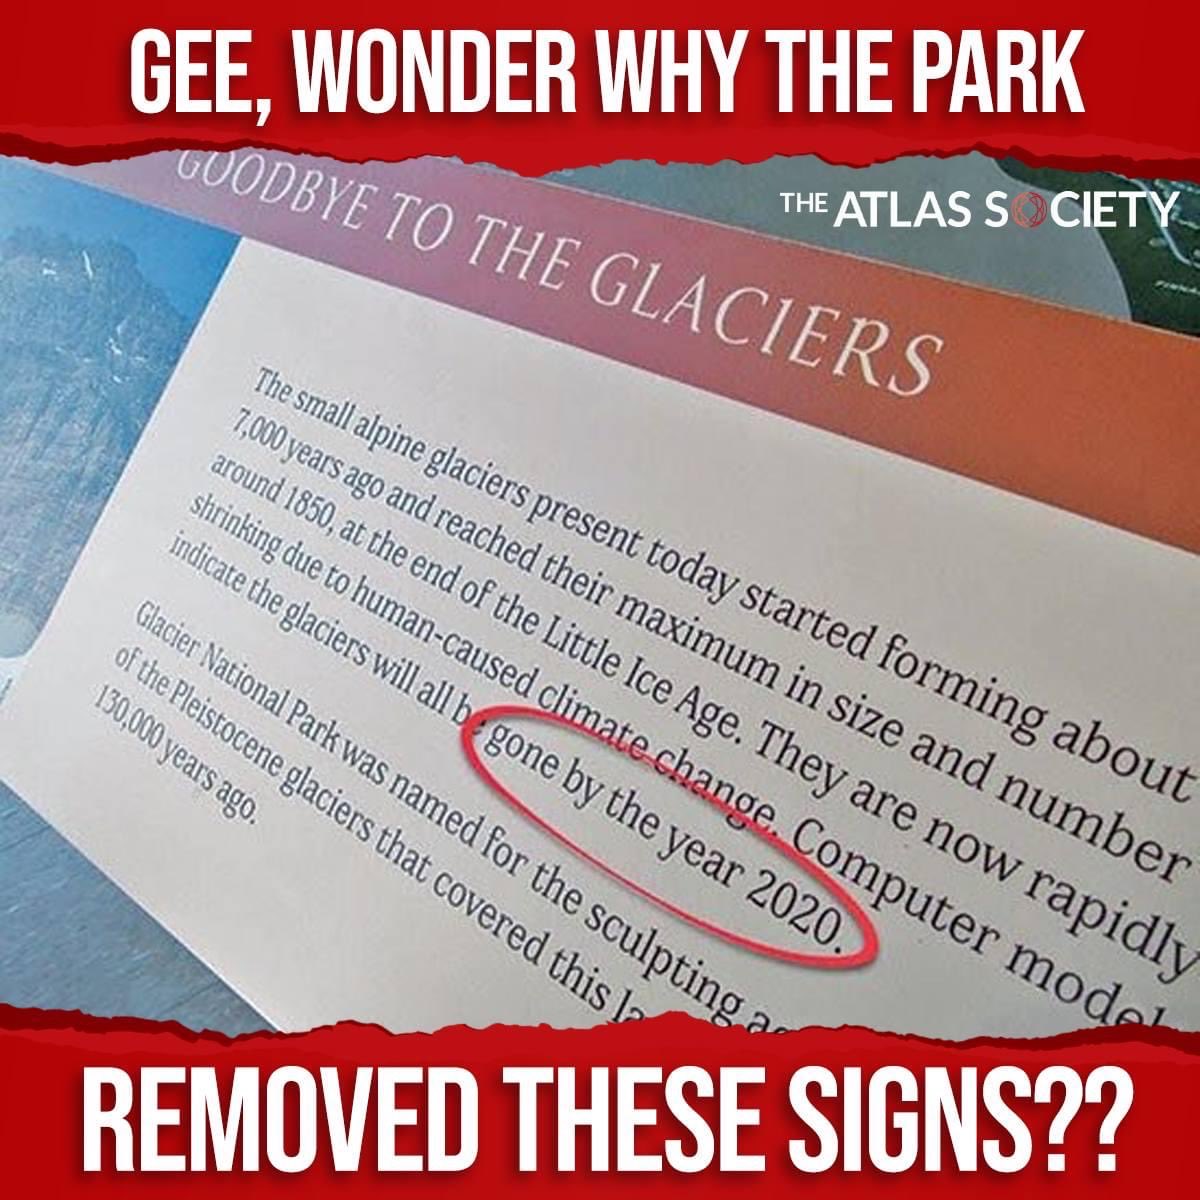 GEE, WONDER WHY THE PARK
THE ATLAS SOCIETY
GOODBYE TO THE GLACIERS
The small alpine glaciers present today started forming about
7,000 years ago and reached their maximum in size and number
around 1850, at the end of the Little Ice Age. They are now rapidly
shrinking due to human-caused climate change. Computer model
indicate the glaciers will all be gone by the year 2020.
Glacier National Park was named for the sculpting
of the Pleistocene glaciers that covered this
130,000 years ago.
REMOVED THESE SIGNS??